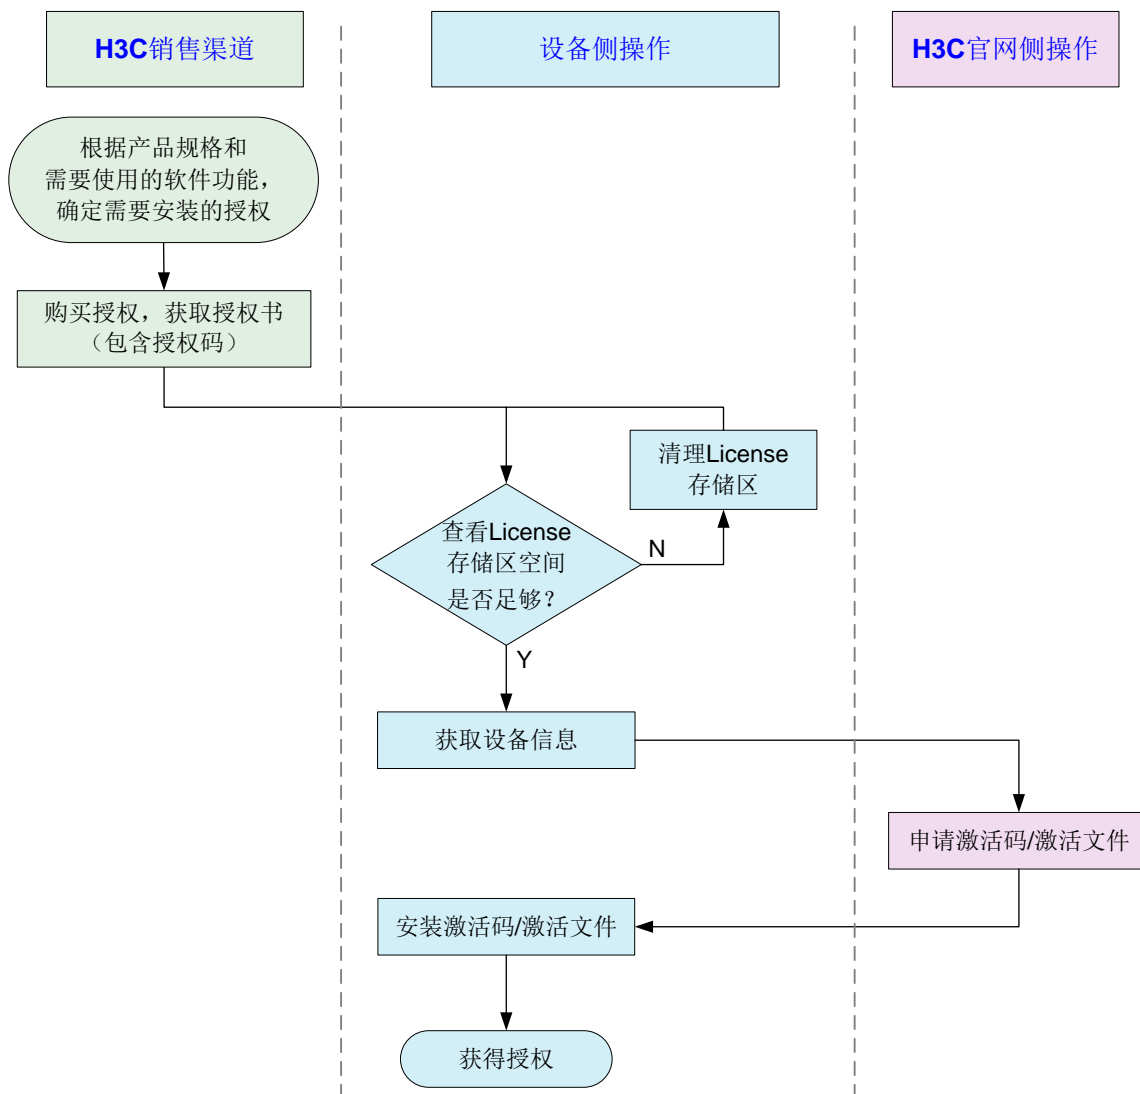 H3C销售渠道
设备侧操作
H3C官网侧操作
根据产品规格和
需要使用的软件功能，
确定需要安装的授权
购买授权，获取授权书
（包含授权码）
清理License
存储区
查看License
存储区空间
是否足够？
N
Y
获取设备信息
申请激活码/激活文件
安装激活码/激活文件
获得授权